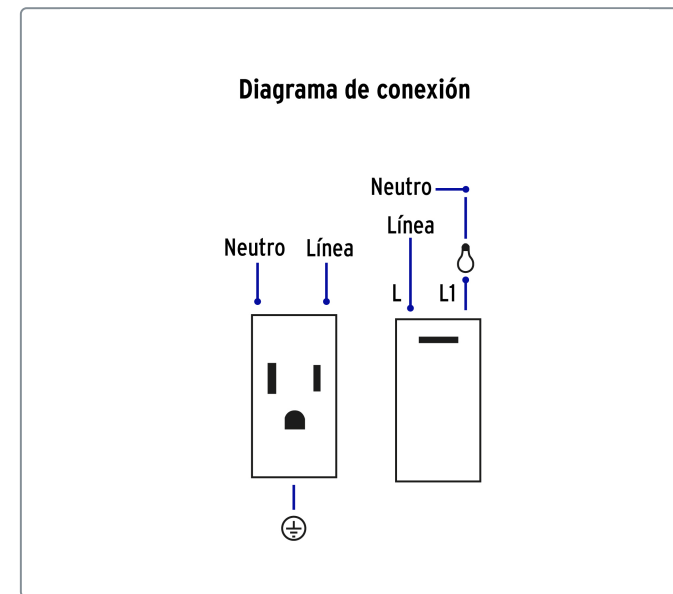 Diagrama de conexión
Neutro
Línea
Neutro Línea
L L1